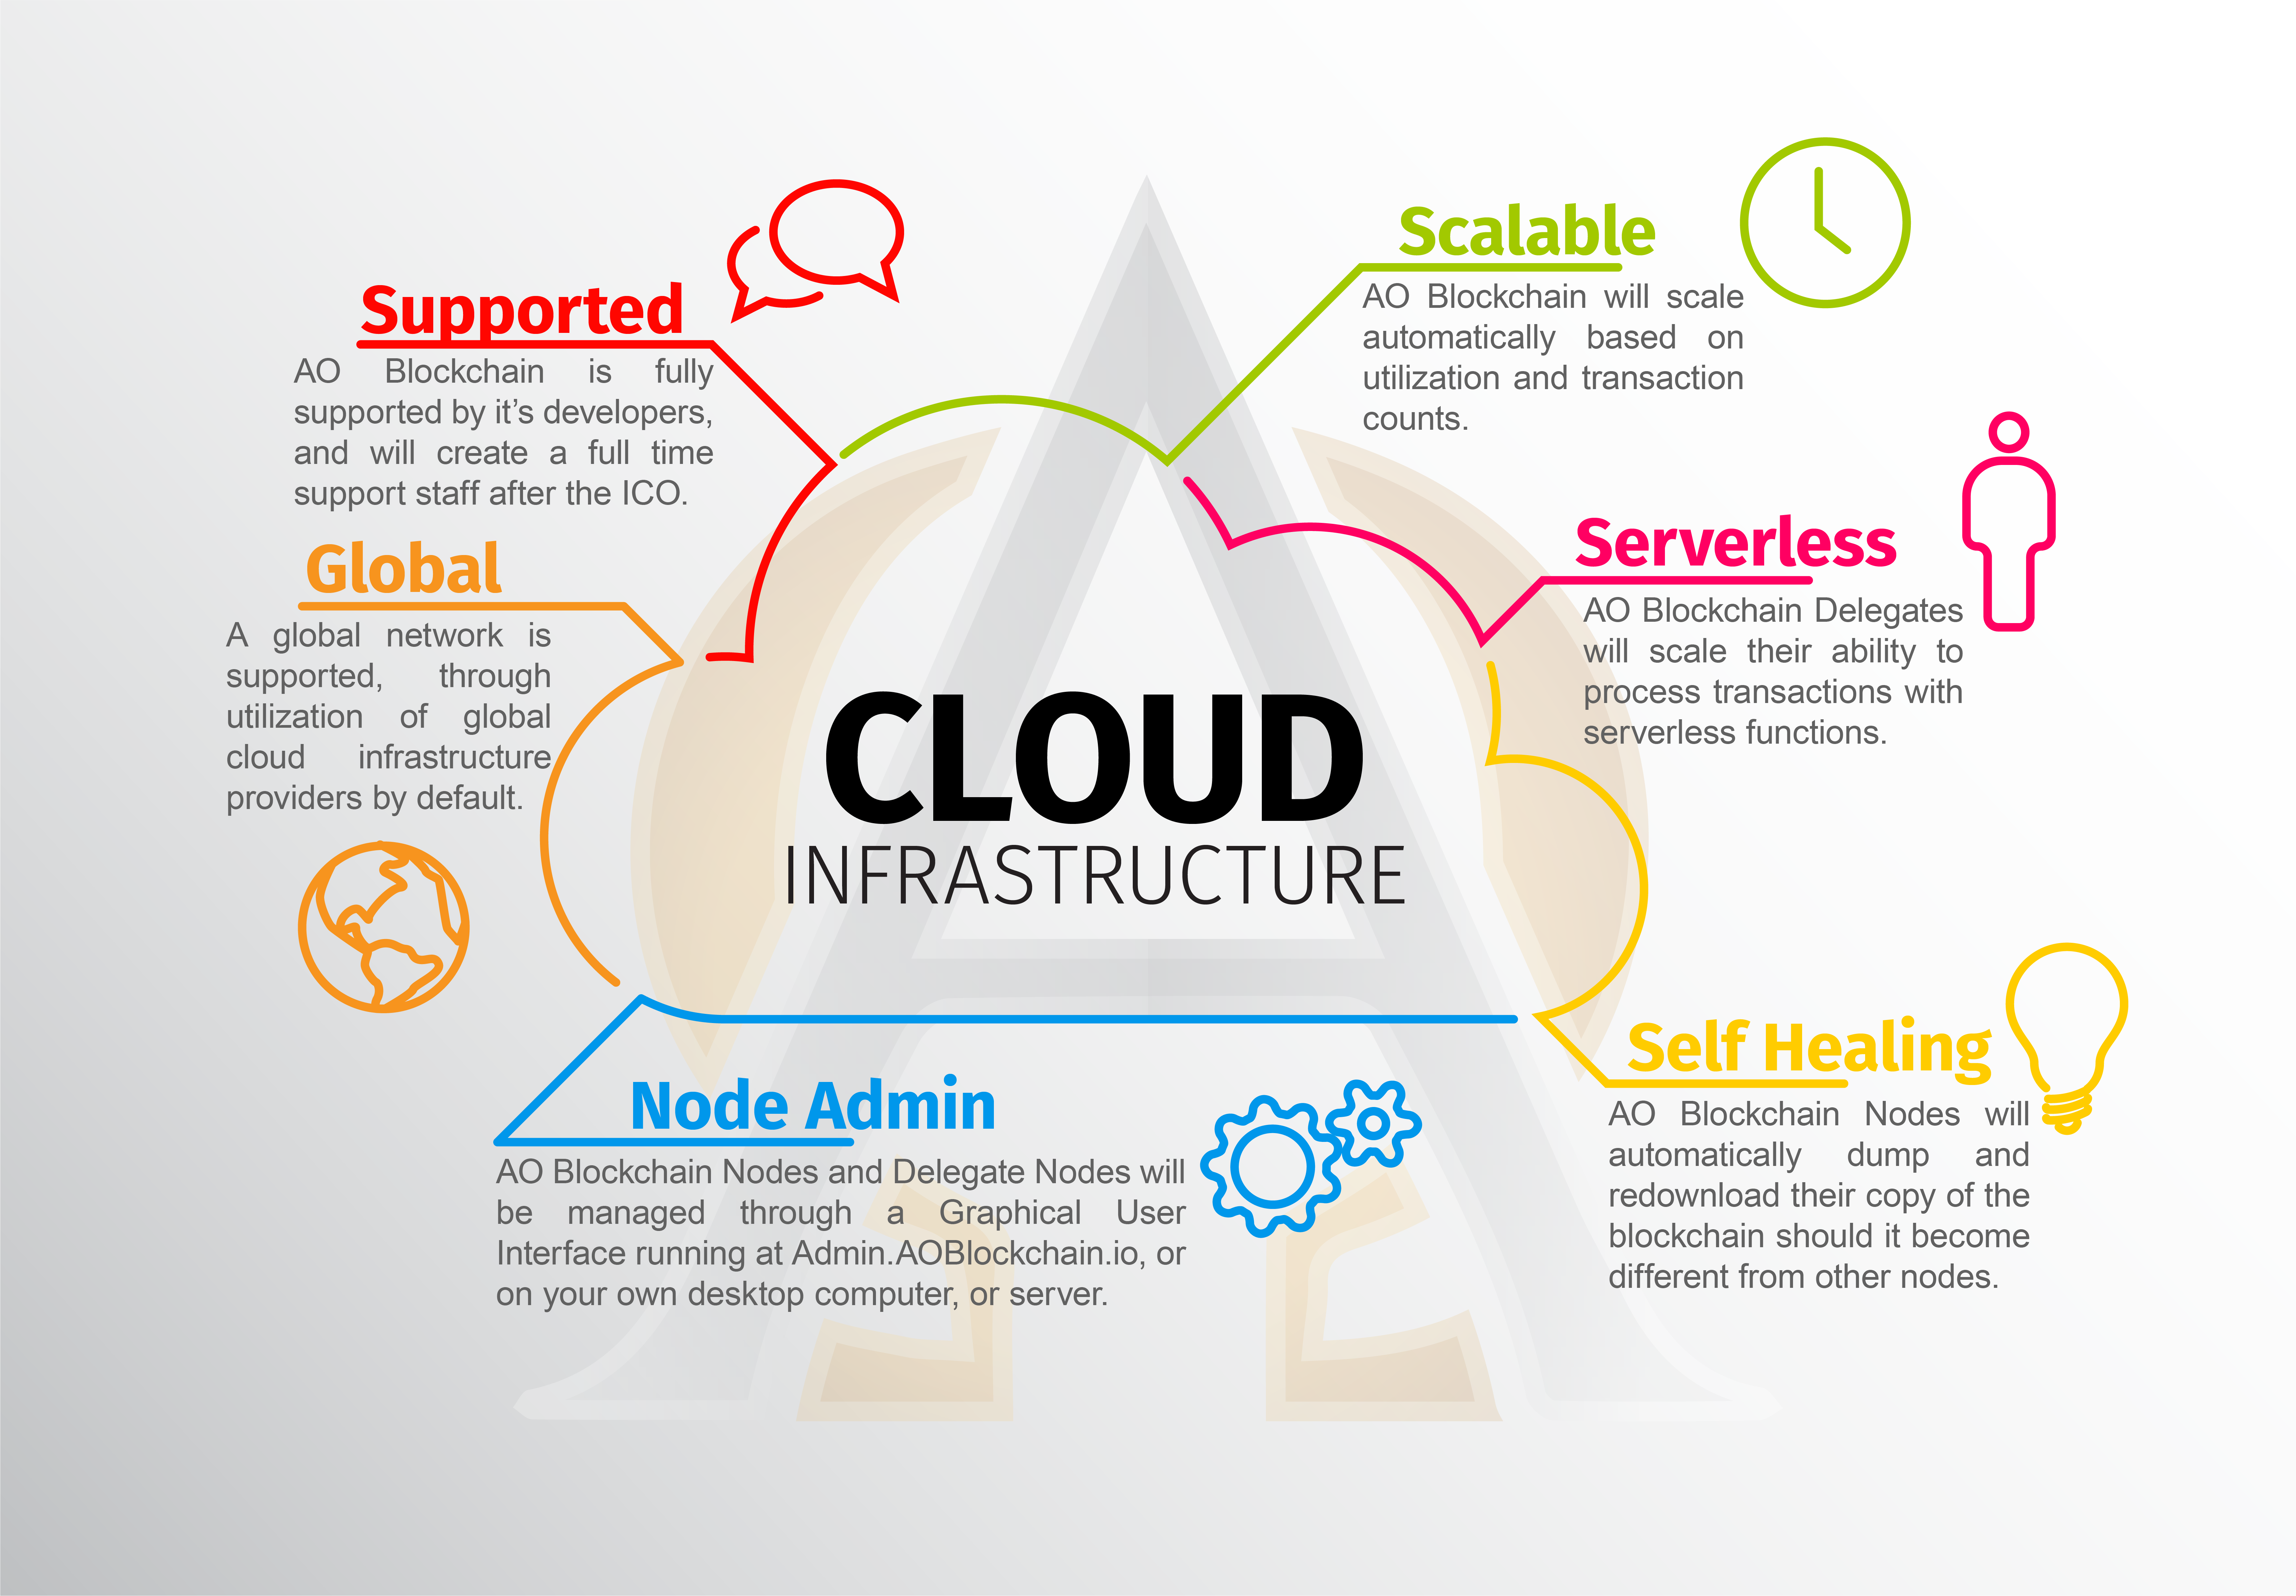 Supported
AO Blockchain is fully
supported by it’s developers,
and will create a full time
support staff after the ICO.
Global
A global network is
supported, through
utilization of global
cloud infrastructure
providers by default.
Scalable
AO Blockchain will scale
automatically based on
utilization and transaction
counts.
Serverless
AO Blockchain Delegates
will scale their ability to
process transactions with
serverless functions.
CLOUD
INFRASTRUCTURE
Self Healing
AO Blockchain Nodes will
automatically dump and
redownload their copy of the
blockchain should it become
different from other nodes.
Node Admin
AO Blockchain Nodes and Delegate Nodes will
be managed through a Graphical User
Interface running at Admin.AOBlockchain.io, or
on your own desktop computer, or server.